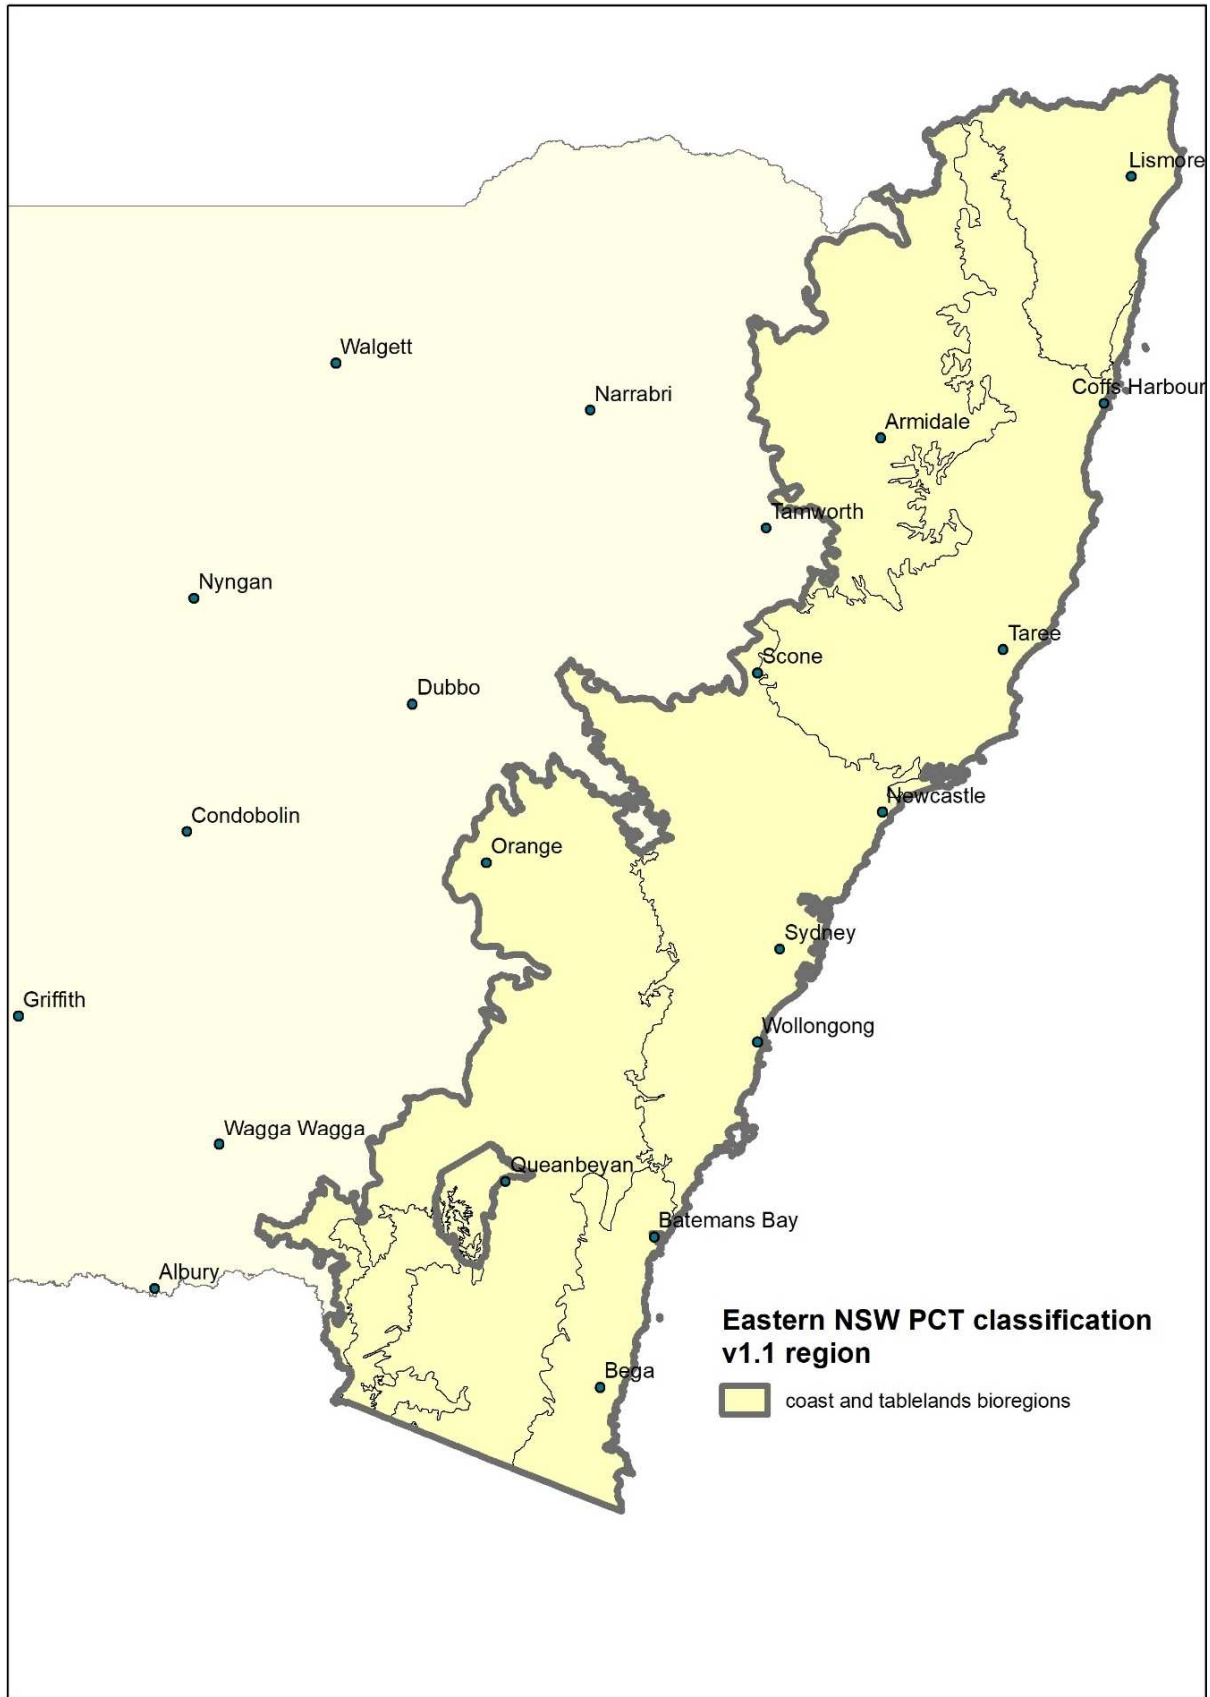 Lismore
Walgett
Narrabri
Coffs Harbour
Armidale
Tamworth
Nyngan
Taree
Scone
Dubbo
Newcastle
Condobolin
Orange
Sydney
Griffith
Wollongong
Wagga Wagga
Queanbeyan
Batemans Bay
Albury
Eastern NSW PCT classification
v1.1 region
Bega
coast and tablelands bioregions